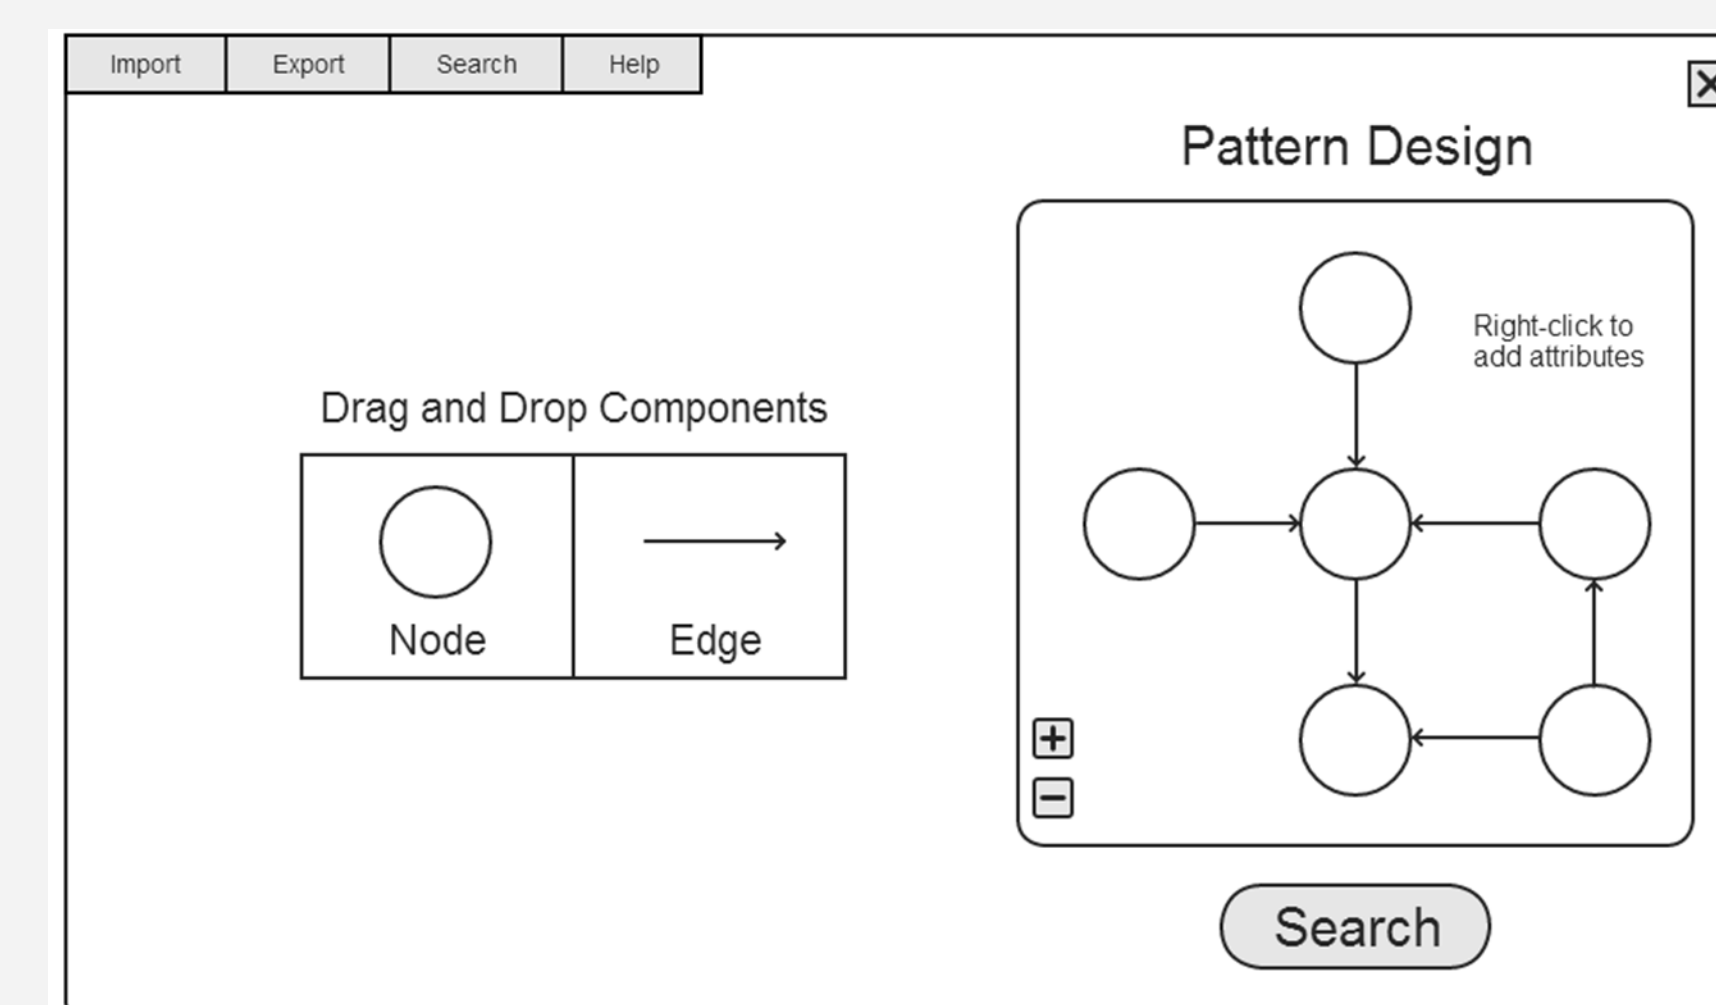 Import Export Search Help
Pattern Design
Right-click to
add attributes
Drag and Drop Components
Node Edge
Search